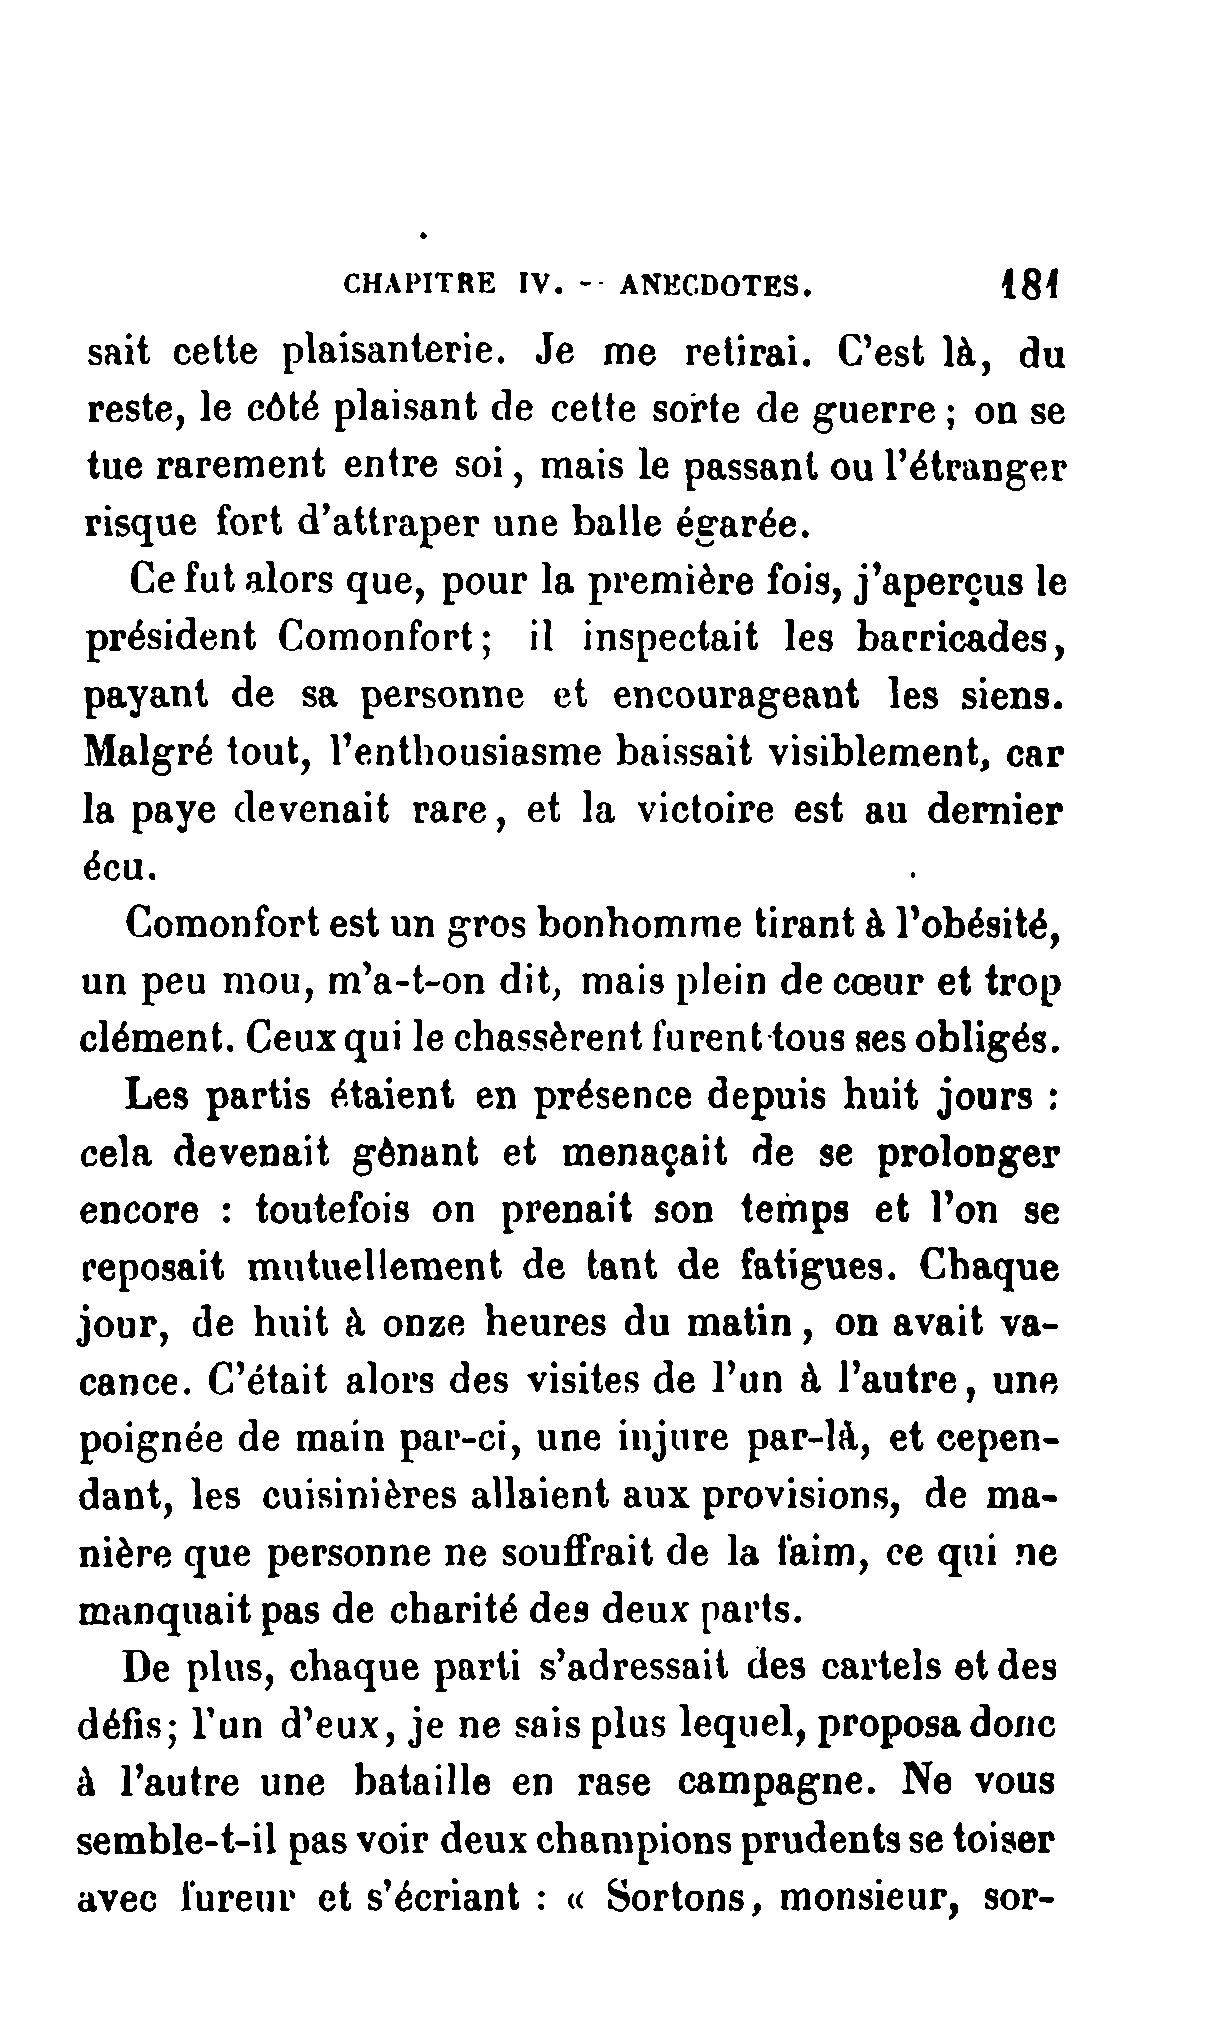 CHAPITRE IV. -- ANECDOTES. 181
sait cette plaisanterie. Je me retirai. C'est là, du
reste, le côté plaisant de cette sorte de guerre ; on se
tue rarement entre soi, mais le passant ou l'étranger
risque fort d'attraper une balle égarée.
Ce fut alors que, pour la première fois, j'aperçus le
président Comonfort ; il inspectait les barricades,
payant de sa personne et encourageant les siens.
Malgré tout, l'enthousiasme baissait visiblement, car
la paye devenait rare, et la victoire est au dernier
écu.
Comonfort est un gros bonhomme tirant à l'obésité,
un peu mou, m'a-t-on dit, mais plein de cœur et trop
clément. Ceux qui le chassèrent furent tous ses obligés.
Les partis étaient en présence depuis huit jours :
cela devenait gênant et menaçait de se prolonger
encore : toutefois on prenait son temps et l'on se
reposait mutuellement de tant de fatigues. Chaque
jour, de huit à onze heures du matin, on avait va-
cance. C'était alors des visites de l'un à l'autre, une
poignée de main par-ci, une injure par-là, et cepen-
dant, les cuisinières allaient aux provisions, de ma-
nière que personne ne souffrait de la faim, ce qui ne
manquait pas de charité des deux parts.
De plus, chaque parti s'adressait des cartels et des
défis ; l'un d'eux, je ne sais plus lequel, proposa donc
à l'autre une bataille en rase campagne. Ne vous
semble-t-il pas voir deux champions prudents se toiser
avec fureur et s'écriant : « Sortons, monsieur, sor-